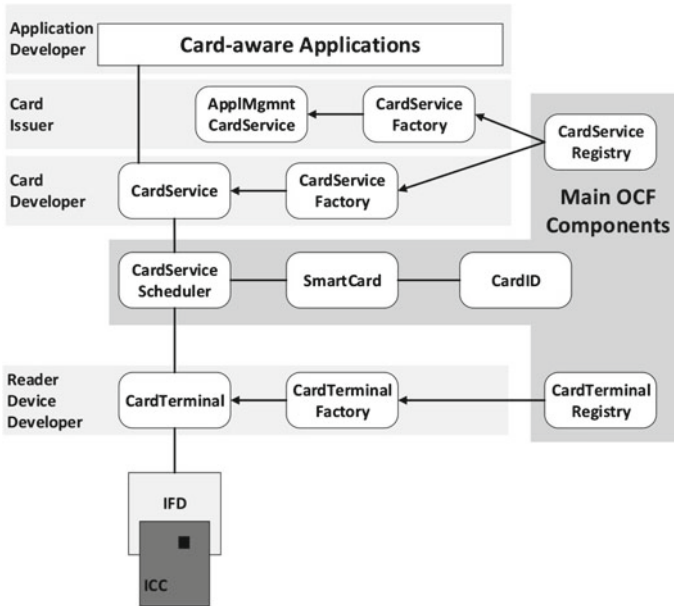 Application
Developer
Card-aware Applications
Card
Issuer
ApplMgmnt
CardService
CardService
Factory
CardService
Registry
Card
Developer
CardService
CardService
Factory
Main OCF
Components
CardService
Scheduler
SmartCard
CardID
Reader
Device
Developer
CardTerminal
CardTerminal
Factory
CardTerminal
Registry
IFD
ICC